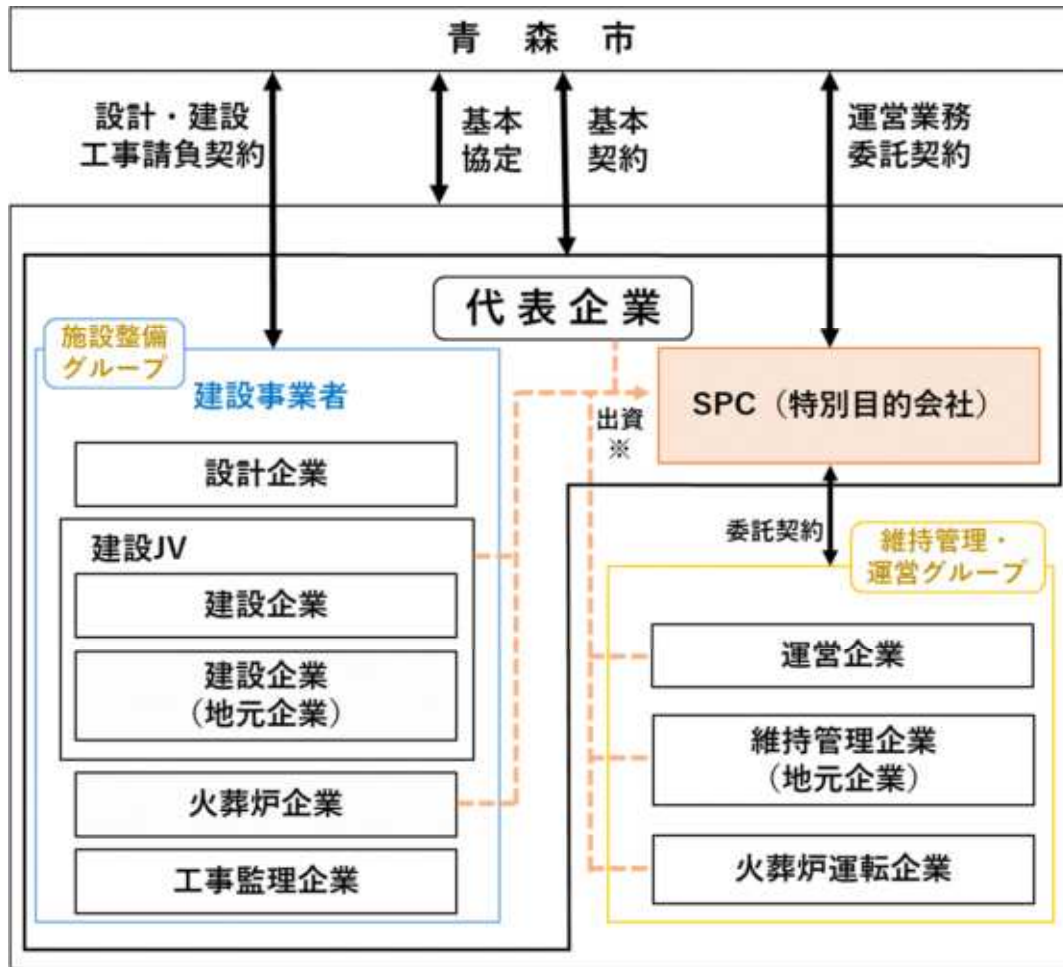 青 森 市
設計・建設
工事請負契約
基本
協定
基本
契約
運営業務
委託契約
代表企業
施設整備
グループ
建設事業者
設計企業
建設JV
建設企業
建設企業
（地元企業）
火葬炉企業
工事監理企業
出資
※
SPC（特別目的会社）
委託契約
維持管理・
運営グループ
運営企業
維持管理企業
（地元企業）
火葬炉運転企業